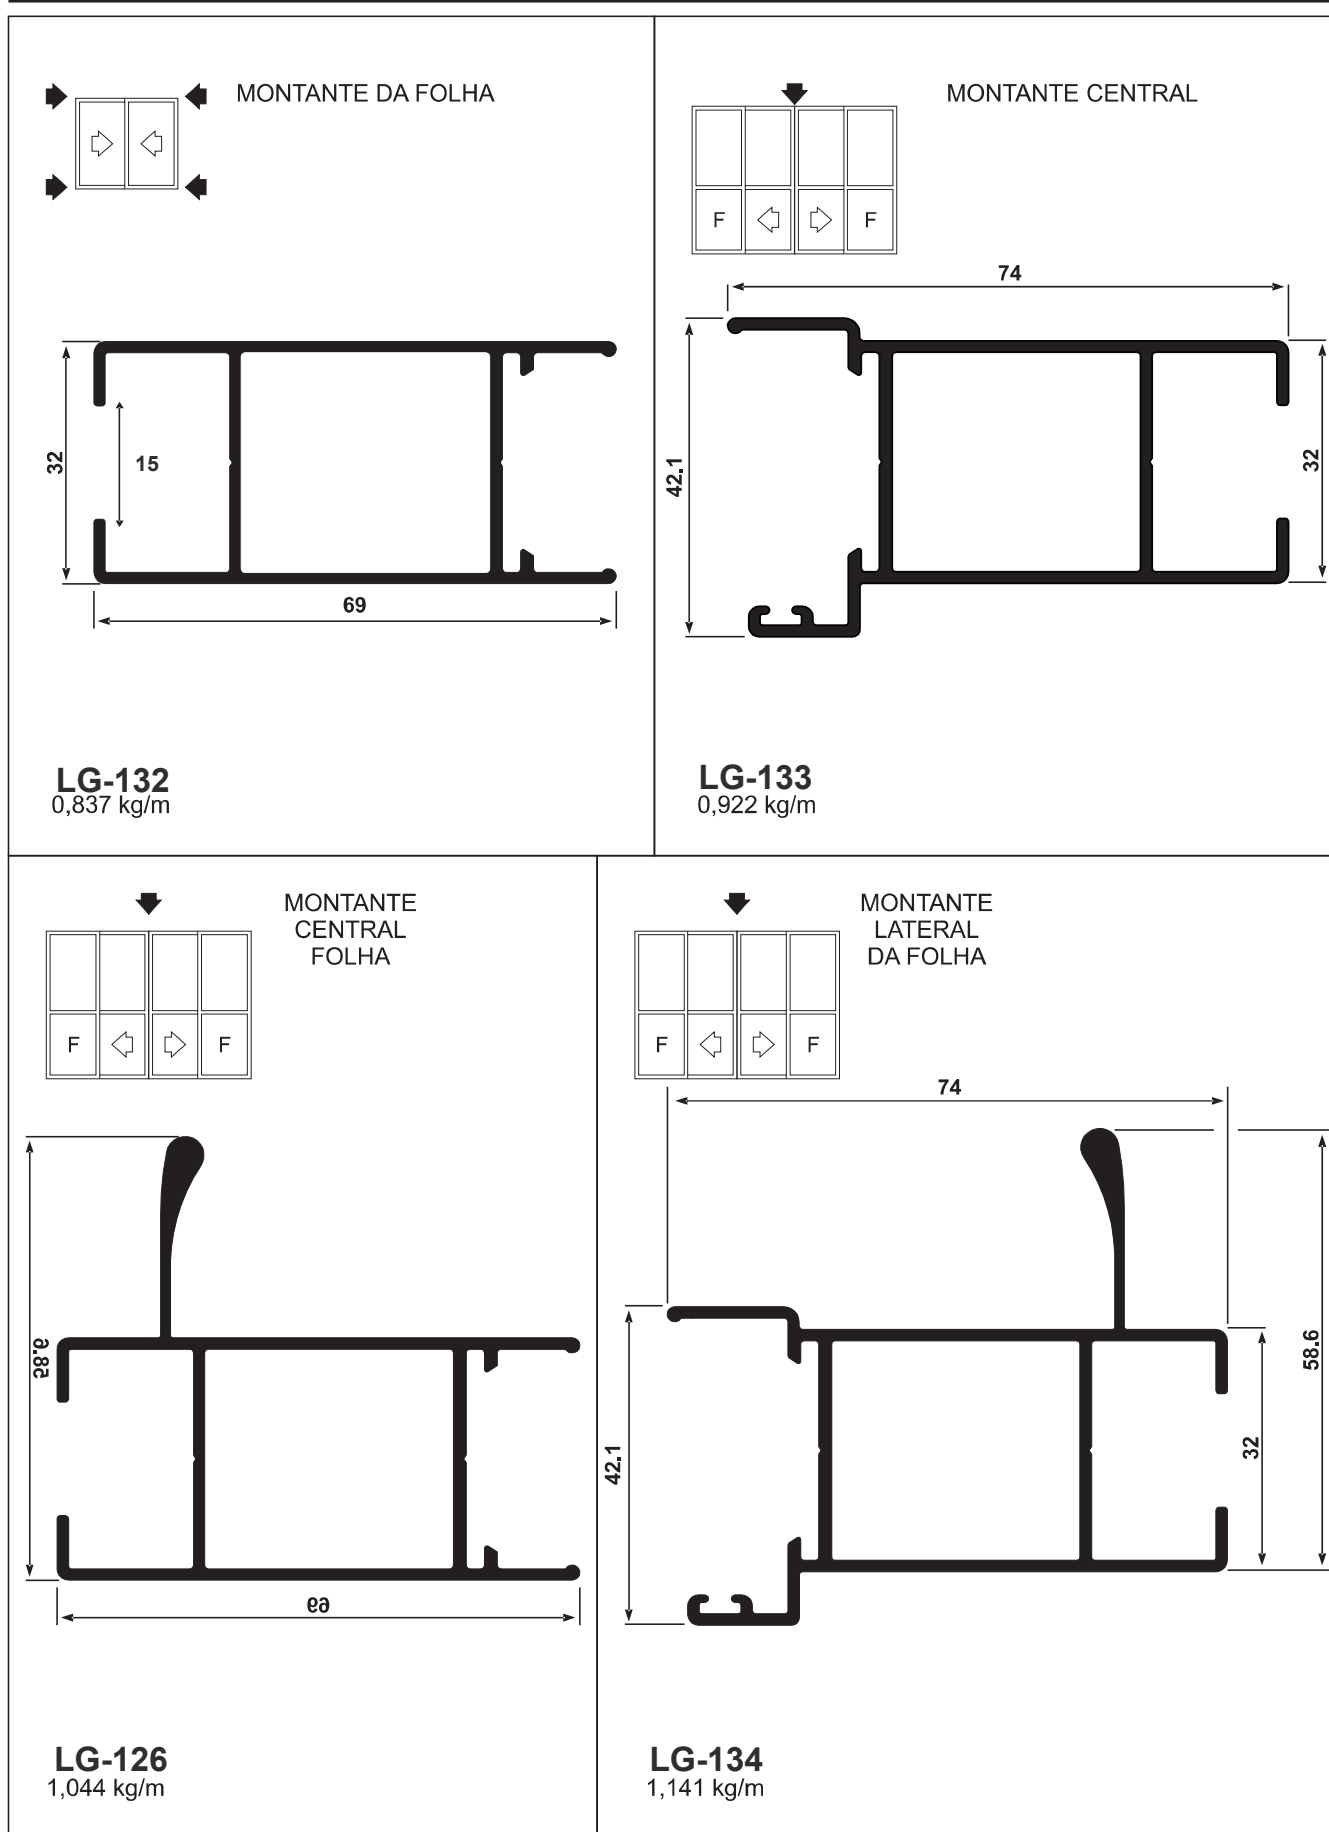 MONTANTE DA FOLHA
32
15
69
LG-132
0,837 kg/m
MONTANTE CENTRAL
F
F
74
42.1
32
LG-133
0,922 kg/m
MONTANTE
CENTRAL
FOLHA
F
F
58.6
69
LG-126
1,044 kg/m
MONTANTE
LATERAL
DA FOLHA
F
F
74
58.6
42.1
32
LG-134
1,141 kg/m